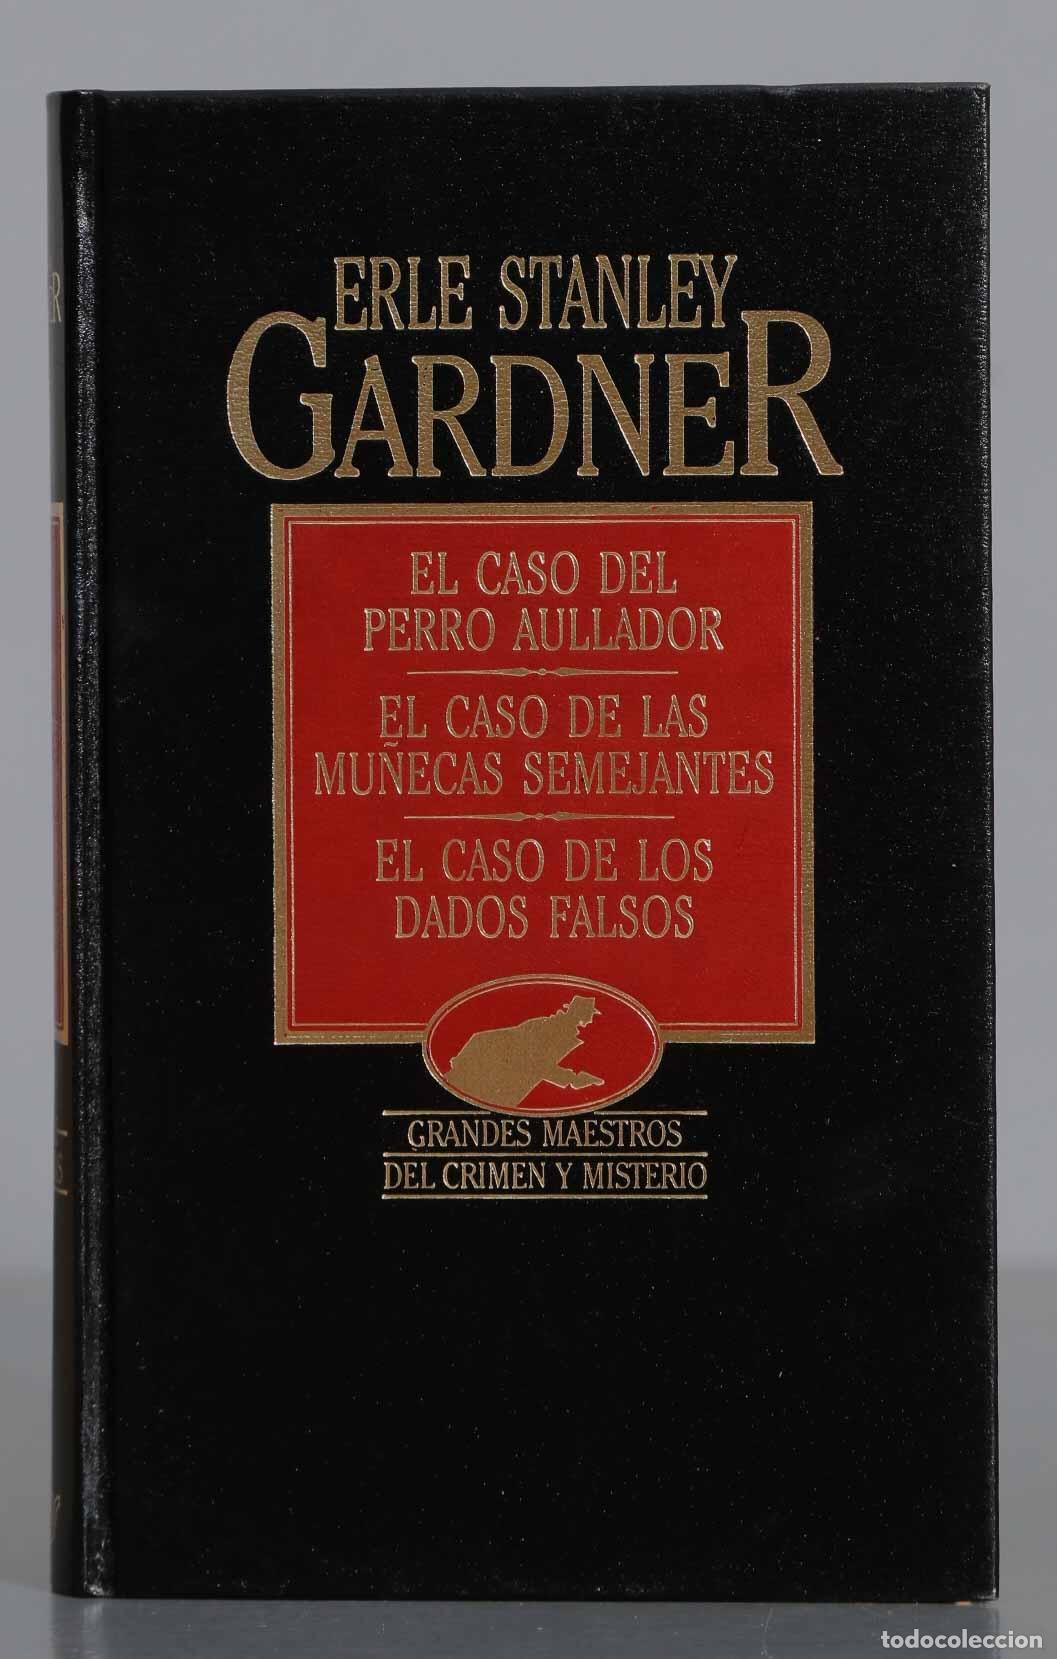 ERLE STANLEY
GARDNER
EL CASO DEL
PERRO AULLADOR
EL CASO DE LAS
MUÑECAS SEMEJANTES
EL CASO DE LOS
DADOS FALSOS
GRANDES MAESTROS
DEL CRIMEN Y MISTERIO
todocoleccion